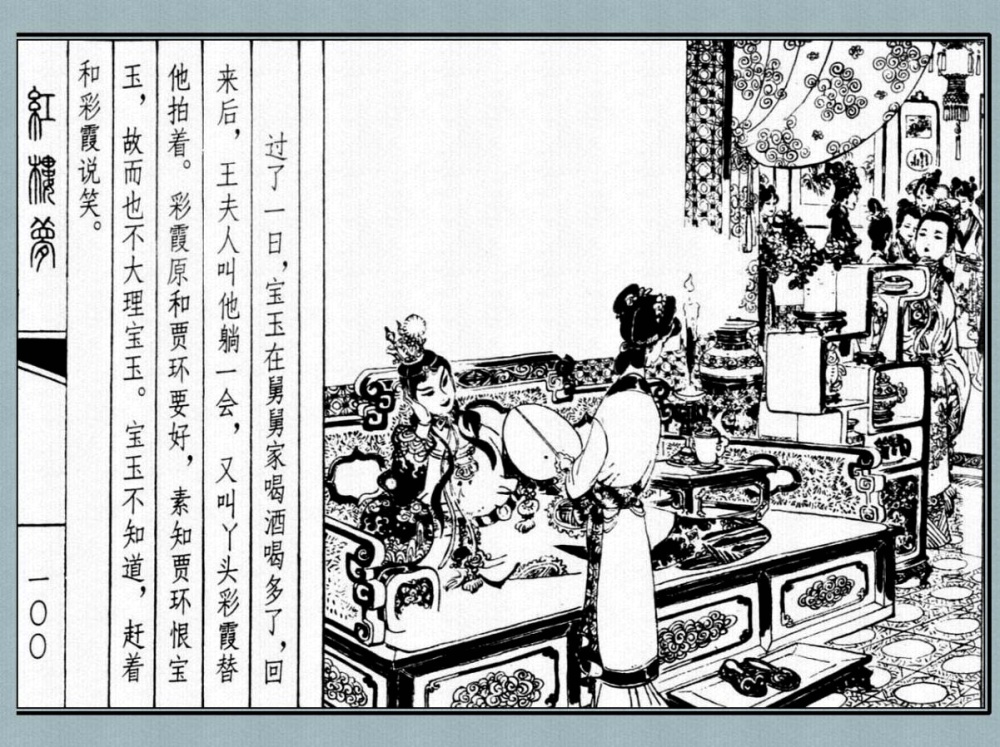 过了一日，宝玉在舅舅家喝酒喝多了，回
来后，王夫人叫他躺一会，又叫丫头彩霞替
他拍着。彩霞原和贾环要好，素知贾环恨宝
玉，故而也不大理宝玉。宝玉不知道，赶着
和彩霞说笑。
紅樓夢
一〇〇